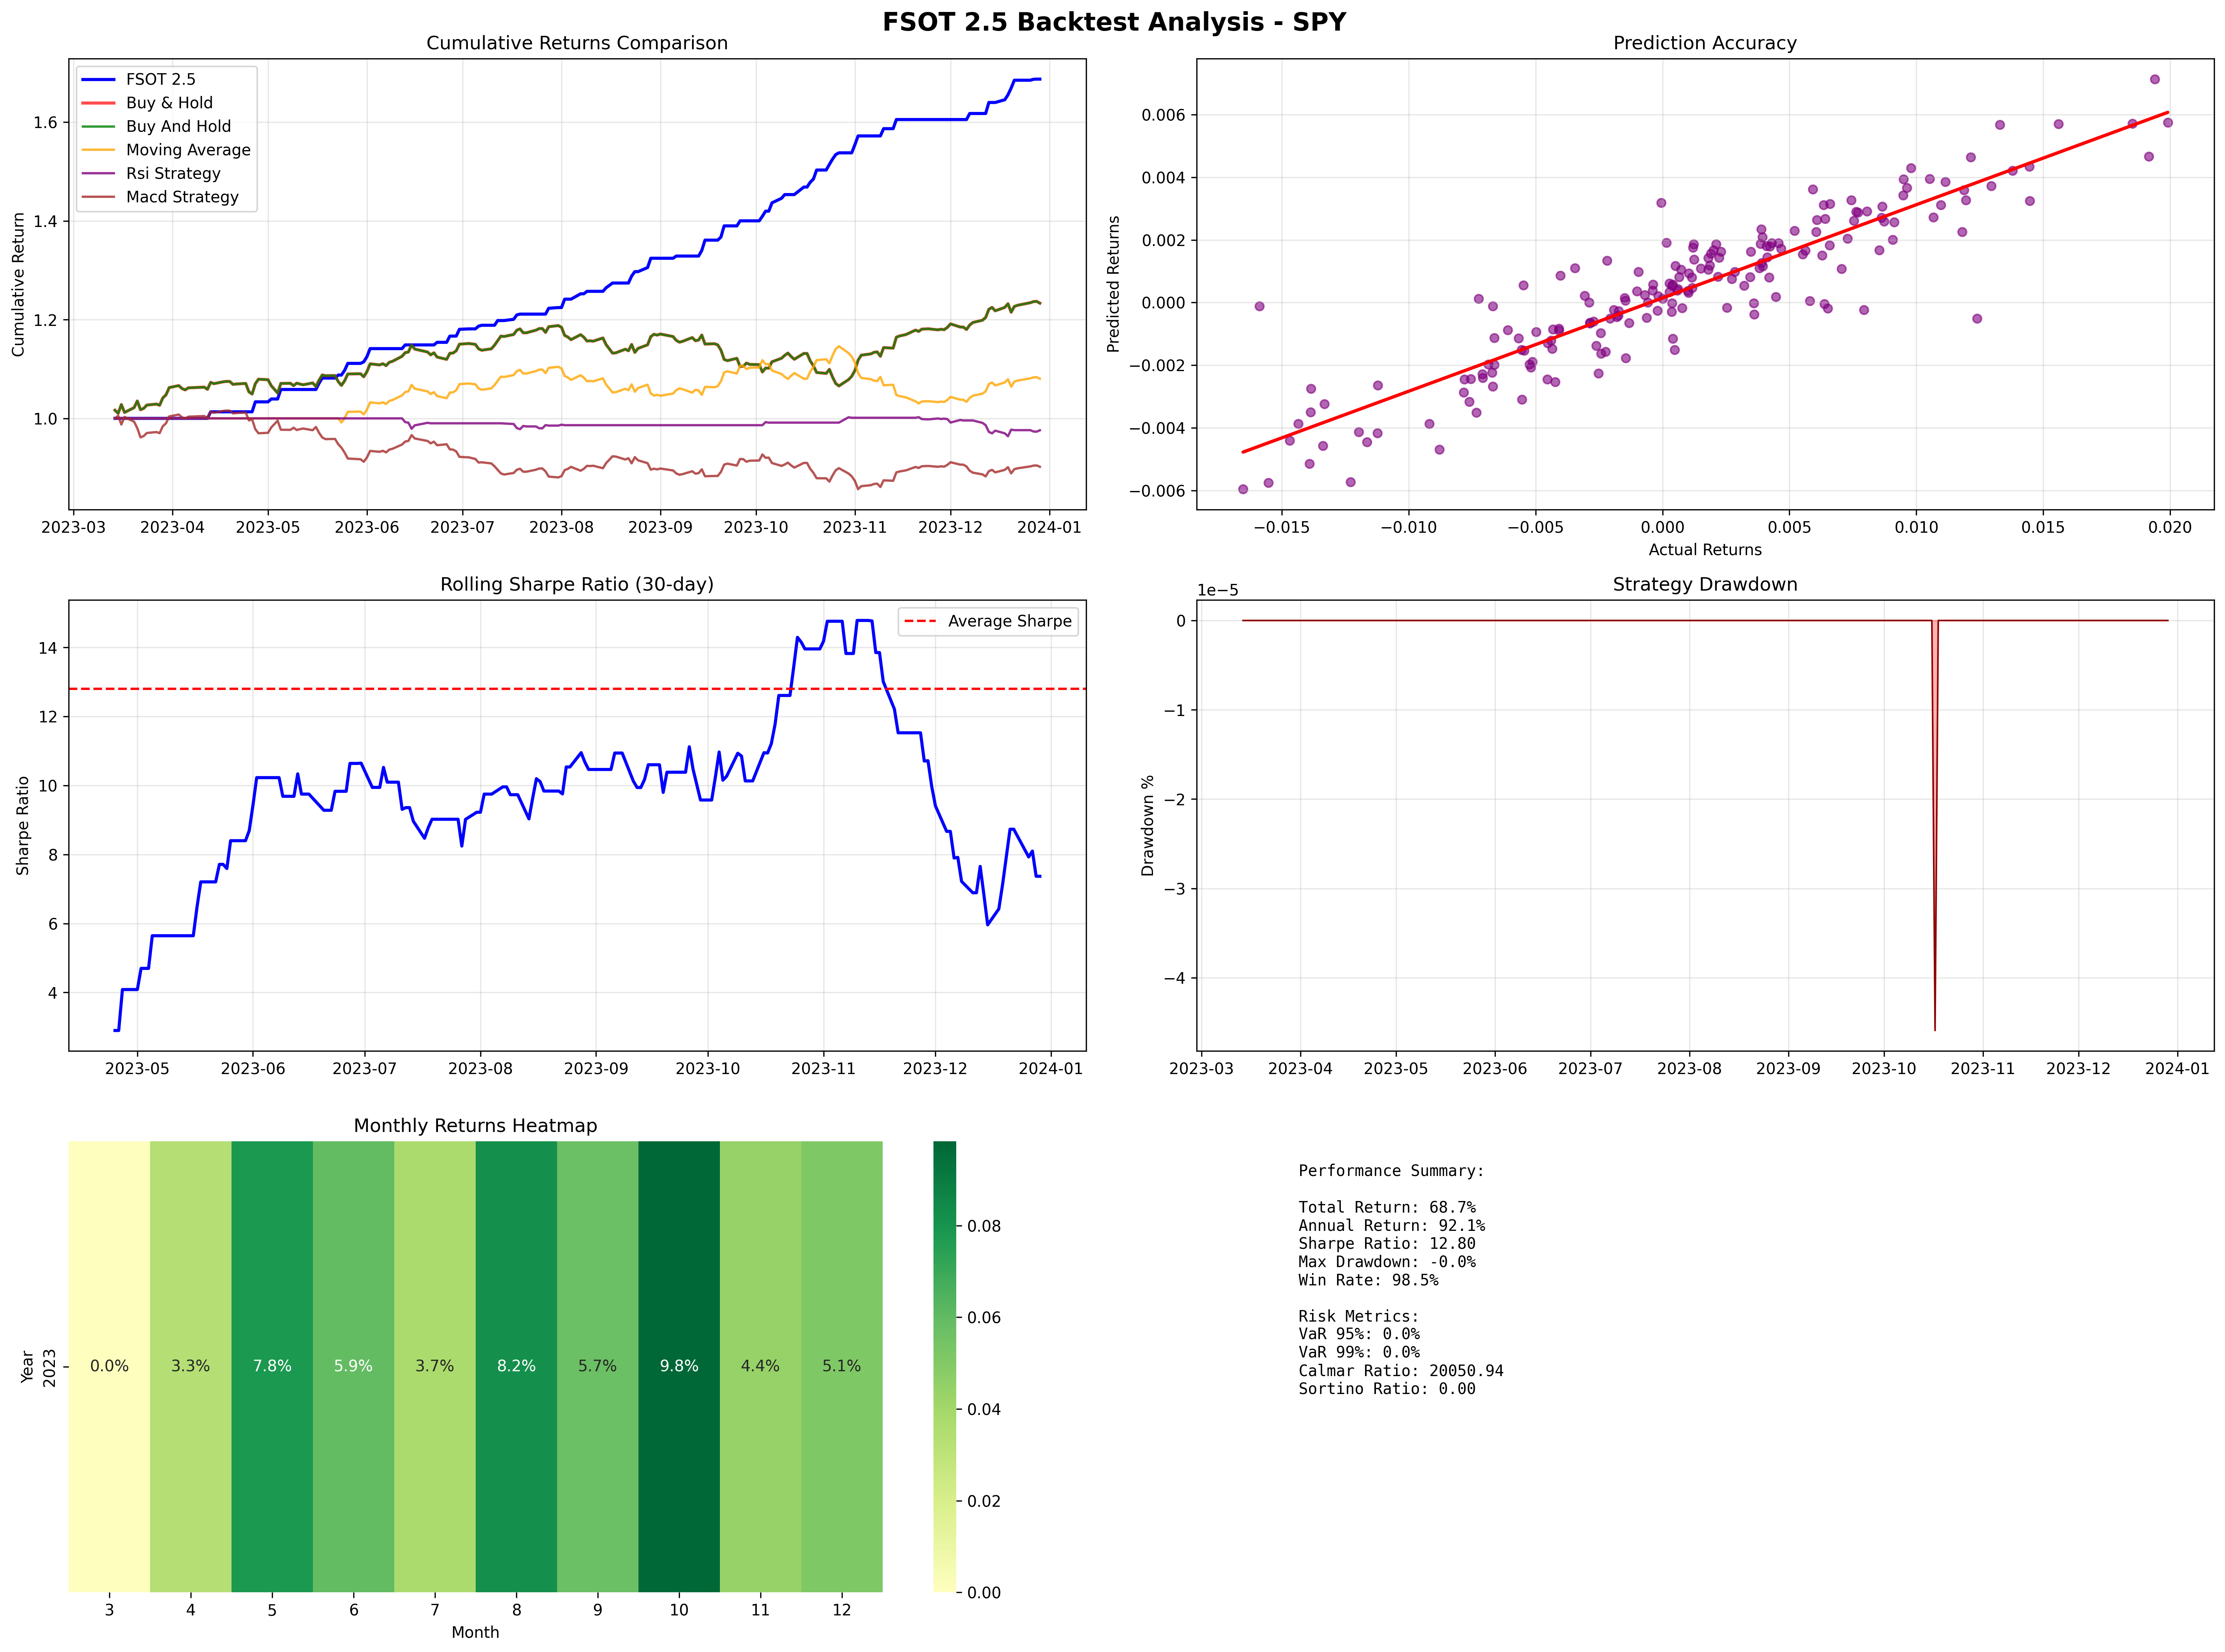 FSOT 2.5 Backtest Analysis - SPY
Cumulative Returns Comparison
FSOT 2.5
Buy & Hold
Buy And Hold
Moving Average
Rsi Strategy
Macd Strategy
Cumulative Return
1.6
1.4
1.2
1.0
2023-03 2023-04 2023-05 2023-06 2023-07 2023-08 2023-09 2023-10 2023-11 2023-12 2024-01
Prediction Accuracy
Predicted Returns
0.006
0.004
0.002
0.000
−0.002
−0.004
−0.006
−0.015 −0.010 −0.005 0.000 0.005 0.010 0.015 0.020
Actual Returns
Rolling Sharpe Ratio (30-day)
Average Sharpe
Sharpe Ratio
14
12
10
8
6
4
2023-05 2023-06 2023-07 2023-08 2023-09 2023-10 2023-11 2023-12 2024-01
Strategy Drawdown
1e−5
Drawdown %
0
−1
−2
−3
−4
2023-03 2023-04 2023-05 2023-06 2023-07 2023-08 2023-09 2023-10 2023-11 2023-12 2024-01
Monthly Returns Heatmap
Year
2023
0.0% 3.3% 7.8% 5.9% 3.7% 8.2% 5.7% 9.8% 4.4% 5.1%
3 4 5 6 7 8 9 10 11 12
Month
0.08
0.06
0.04
0.02
0.00
Performance Summary:
Total Return: 68.7%
Annual Return: 92.1%
Sharpe Ratio: 12.80
Max Drawdown: -0.0%
Win Rate: 98.5%
Risk Metrics:
VaR 95%: 0.0%
VaR 99%: 0.0%
Calmar Ratio: 20050.94
Sortino Ratio: 0.00